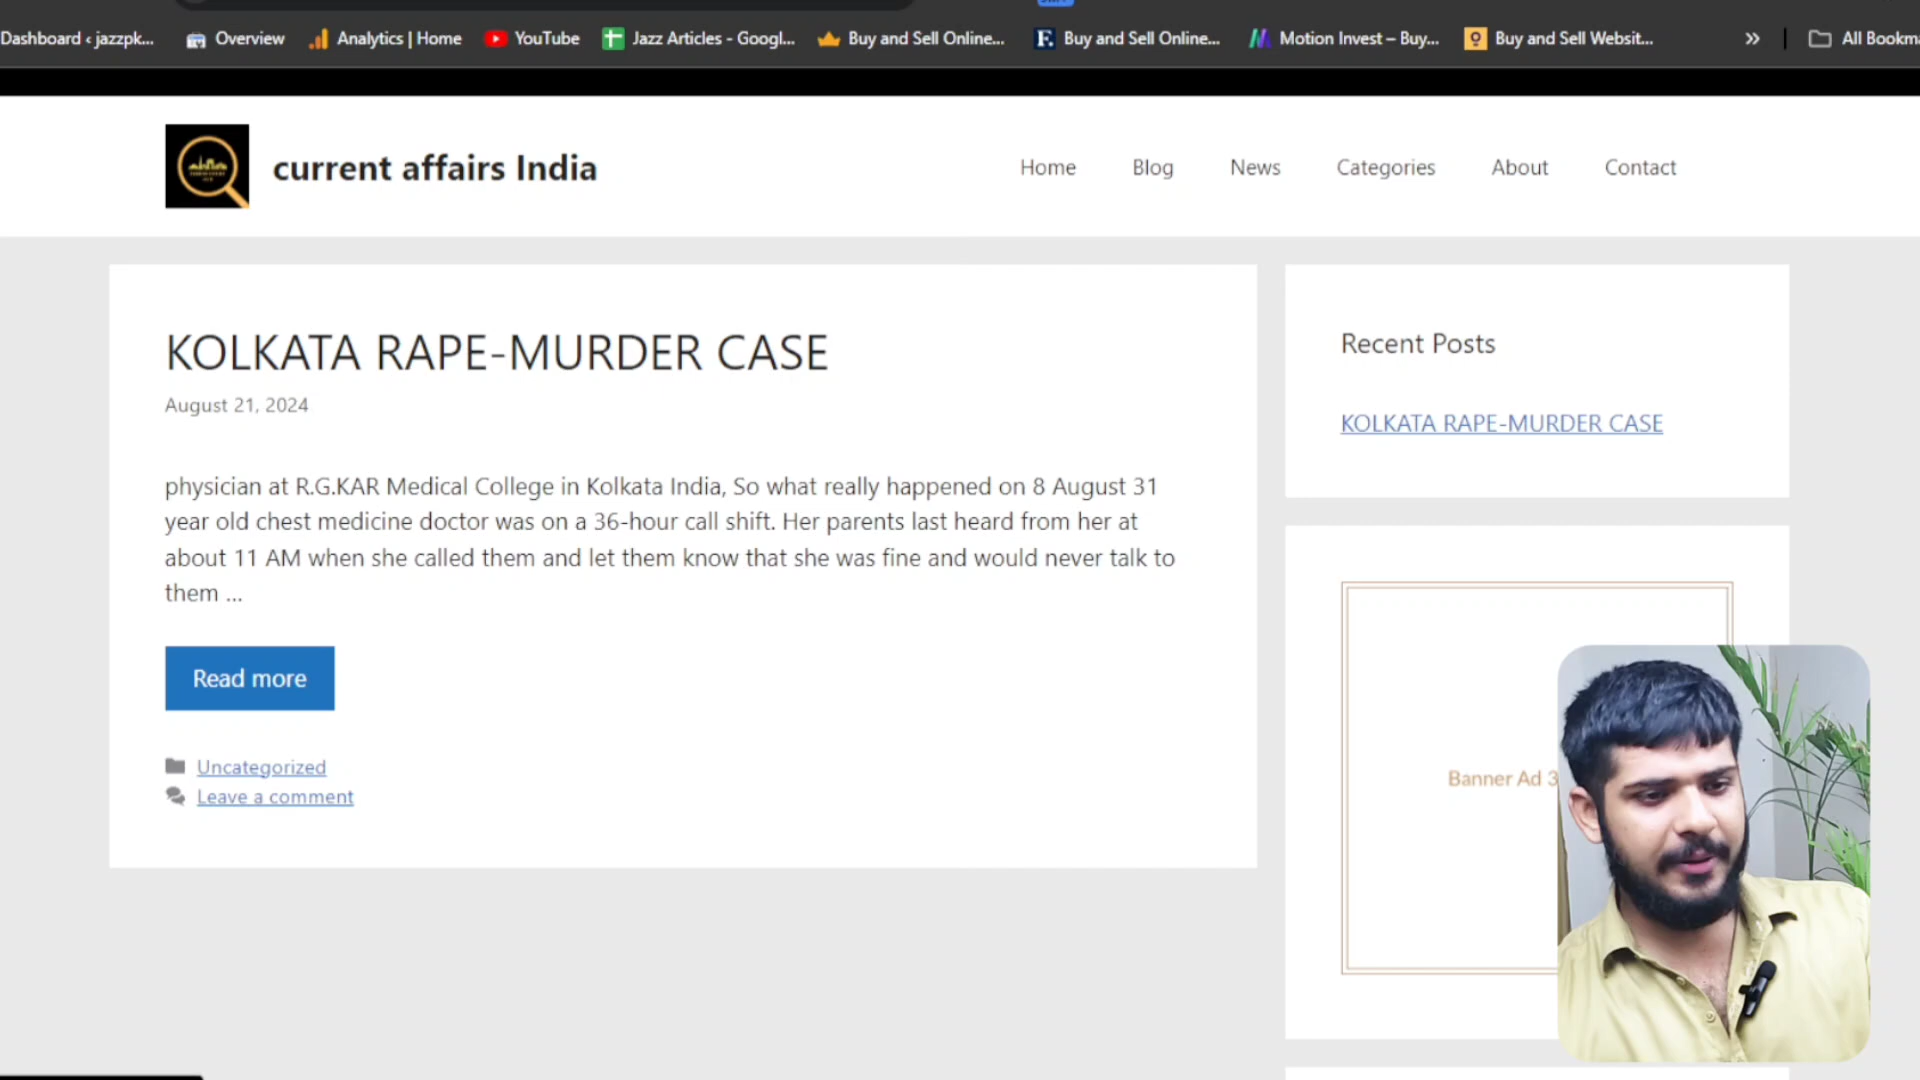 Dashboard ‹ jazzpk...
Overview
Analytics | Home
YouTube
Jazz Articles - Googl...
Buy and Sell Online...
Buy and Sell Online...
Motion Invest – Buy...
Buy and Sell Websit...
All Bookma
current affairs India
Home
Blog
News
Categories
About
Contact
KOLKATA RAPE-MURDER CASE
August 21, 2024
physician at R.G.KAR Medical College in Kolkata India, So what really happened on 8 August 31
year old chest medicine doctor was on a 36-hour call shift. Her parents last heard from her at
about 11 AM when she called them and let them know that she was fine and would never talk to
them ...
Read more
Uncategorized
Leave a comment
Recent Posts
KOLKATA RAPE-MURDER CASE
Banner Ad 3